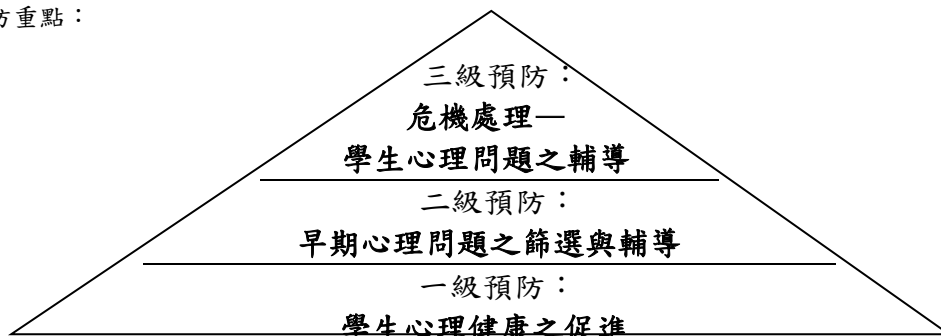 方重點：
三級預防：
危機處理—
學生心理問題之輔導
二級預防：
早期心理問題之篩選與輔導
一級預防：
學生心理健康之促進